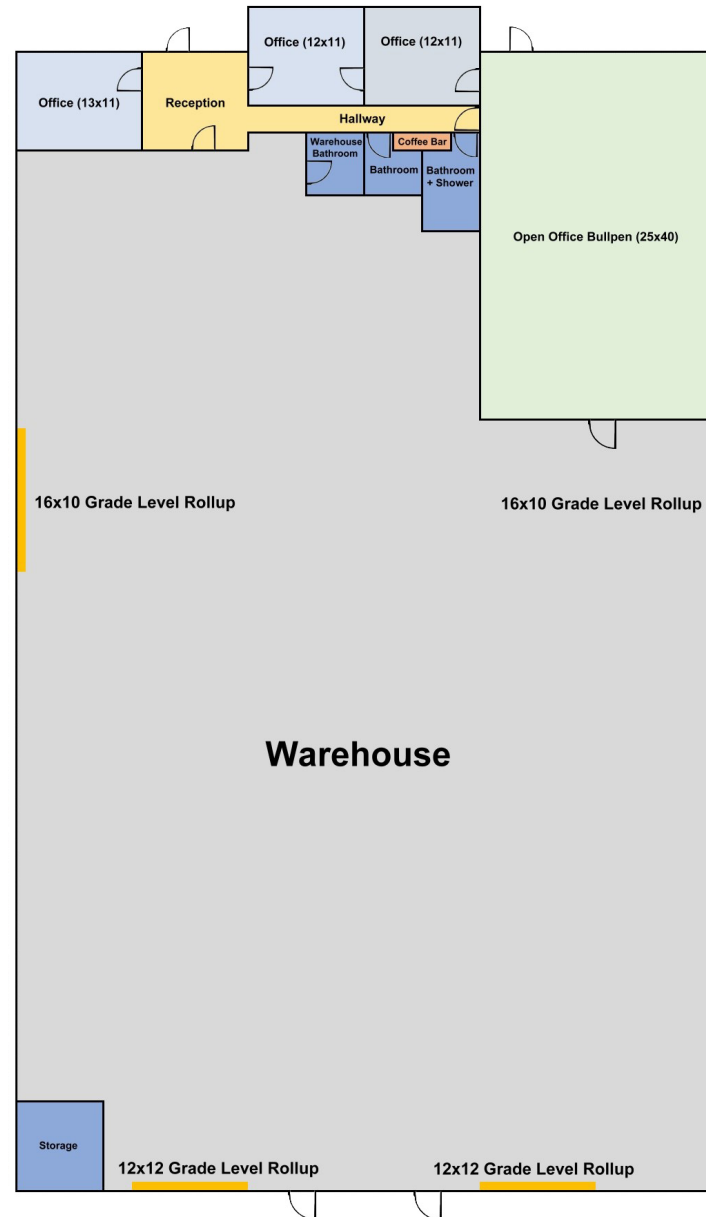 Office (12x11)
Office (12x11)
Office (13x11)
Reception
Hallway
Warehouse
Bathroom
Coffee Bar
Bathroom
Bathroom
+ Shower
Open Office Bullpen (25x40)
16x10 Grade Level Rollup
16x10 Grade Level Rollup
Warehouse
Storage
12x12 Grade Level Rollup
12x12 Grade Level Rollup